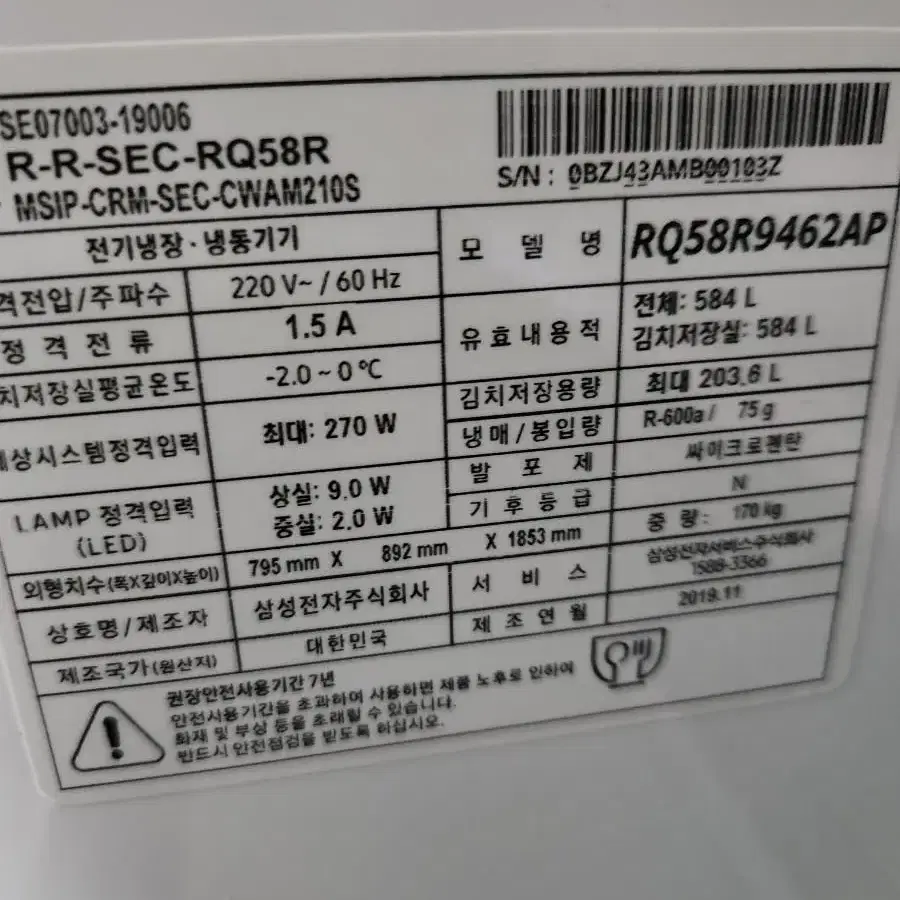 SE07003-19006
R-R-SEC-RQ58R
MSIP-CRM-SEC-CWAM210S
S/N : 0BZJ43AMB00103Z
전기냉장·냉동기기
모 델 명 RQ58R9462AP
격전압/주파수 220 V~ / 60 Hz
정 격 전 류 1.5 A
유효내용적 전체: 584 L
김치저장실: 584 L
치저장실평균온도 -2.0 ~ 0 ℃
김치저장용량 최대 203.6 L
제상시스템정격입력 최대: 270 W
냉매/봉입량 R-600a / 75 g
발 포 제 싸이크로펜탄
LAMP 정격입력
(LED)
상실: 9.0 W
중실: 2.0 W
기후등급 N
외형치수(폭X깊이X높이) 795 mm X 892 mm X 1853 mm
중 량: 170 kg
상호명/제조자 삼성전자주식회사
서 비 스 삼성전자서비스주식회사
1588-3366
제조국가(원산지) 대한민국
제조연월 2019.11
권장안전사용기간 7년
안전사용기간을 초과하여 사용하면 제품 노후로 인하여
화재 및 부상 등을 초래할 수 있습니다.
반드시 안전점검을 받도록 하십시오.